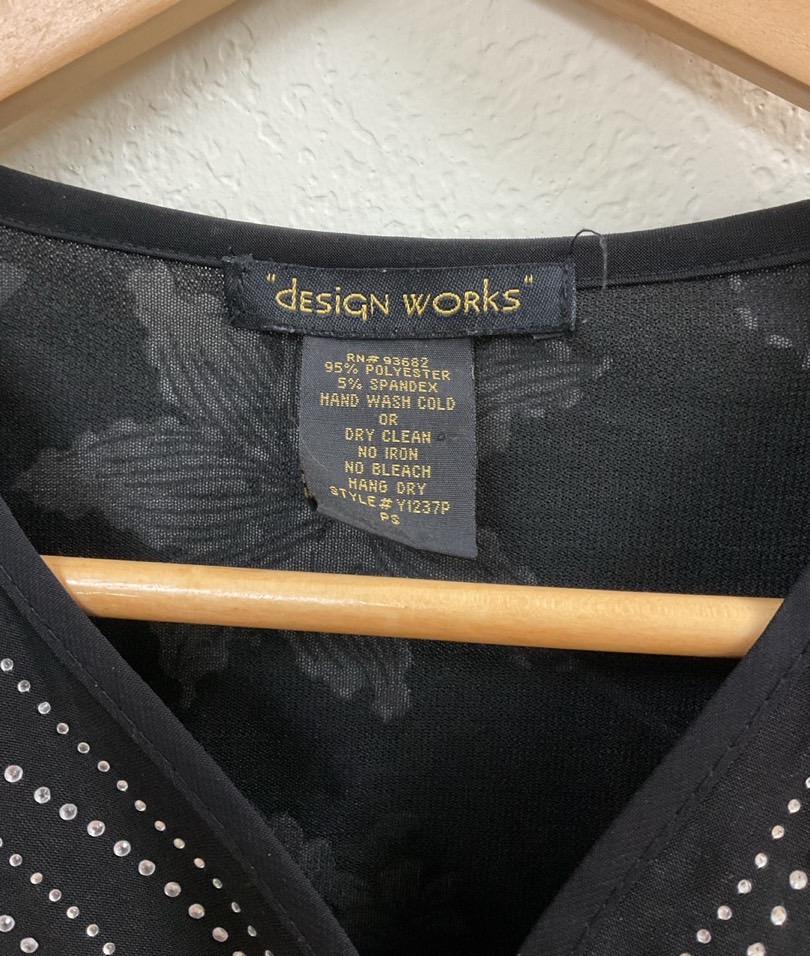 "dESiGN WORKS"
RN# 93682
95% POLYESTER
5% SPANDEX
HAND WASH COLD
OR
DRY CLEAN
NO IRON
NO BLEACH
HANG DRY
STYLE# Y1237P
PS